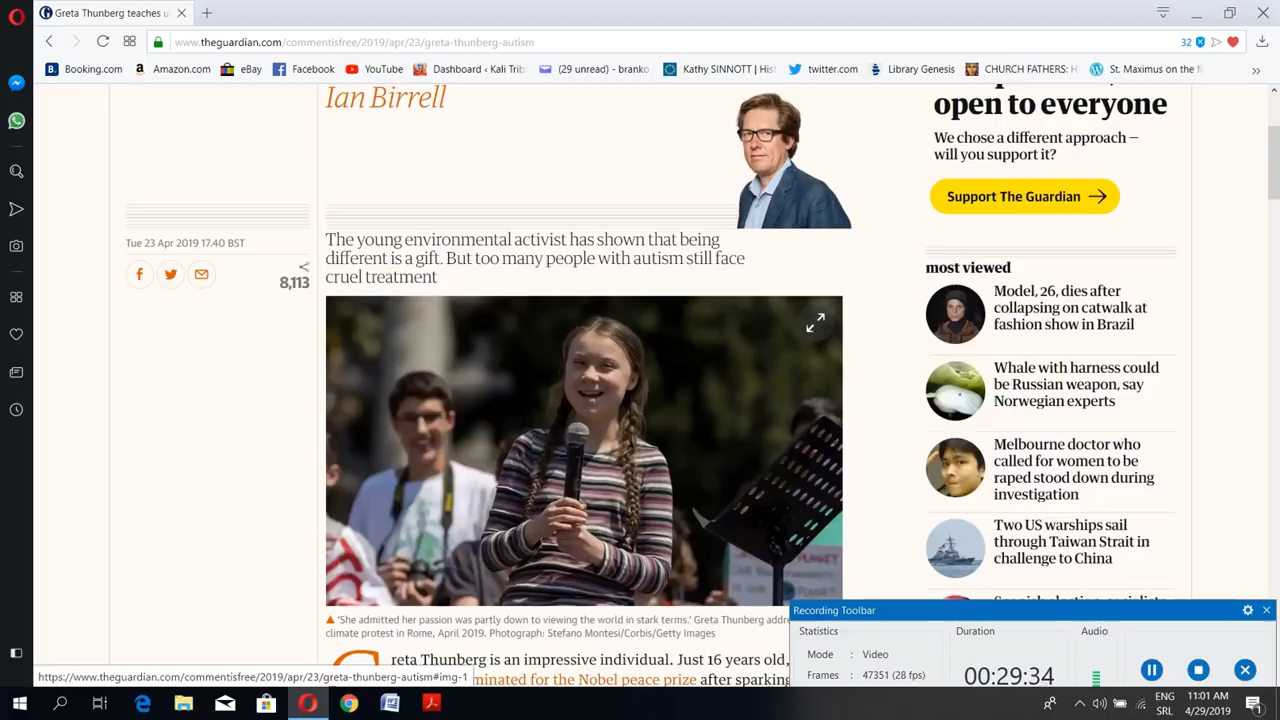 Greta Thunberg teaches u
www.theguardian.com/commentisfree/2019/apr/23/greta-thunberg-autism
32
Booking.com
Amazon.com
eBay
Facebook
YouTube
Dashboard ‹ Kali Trib
(29 unread) - branko
Kathy SINNOTT | Hist
twitter.com
Library Genesis
CHURCH FATHERS: H
St. Maximus on the f
»
Ian Birrell
open to everyone
We chose a different approach –
will you support it?
Support The Guardian
Tue 23 Apr 2019 17.40 BST
8,113
The young environmental activist has shown that being
different is a gift. But too many people with autism still face
cruel treatment
most viewed
Model, 26, dies after
collapsing on catwalk at
fashion show in Brazil
Whale with harness could
be Russian weapon, say
Norwegian experts
Melbourne doctor who
called for women to be
raped stood down during
investigation
Two US warships sail
through Taiwan Strait in
challenge to China
'She admitted her passion was partly down to viewing the world in stark terms.' Greta Thunberg addre
climate protest in Rome, April 2019. Photograph: Stefano Montesi/Corbis/Getty Images
Greta Thunberg is an impressive individual. Just 16 years old,
minated for the Nobel peace prize after sparking
https://www.theguardian.com/commentisfree/2019/apr/23/greta-thunberg-autism#img-1
Recording Toolbar
Statistics
Duration
Audio
Mode : Video
Frames : 47351 (28 fps)
00:29:34
ENG
SRL
11:01 AM
4/29/2019
1